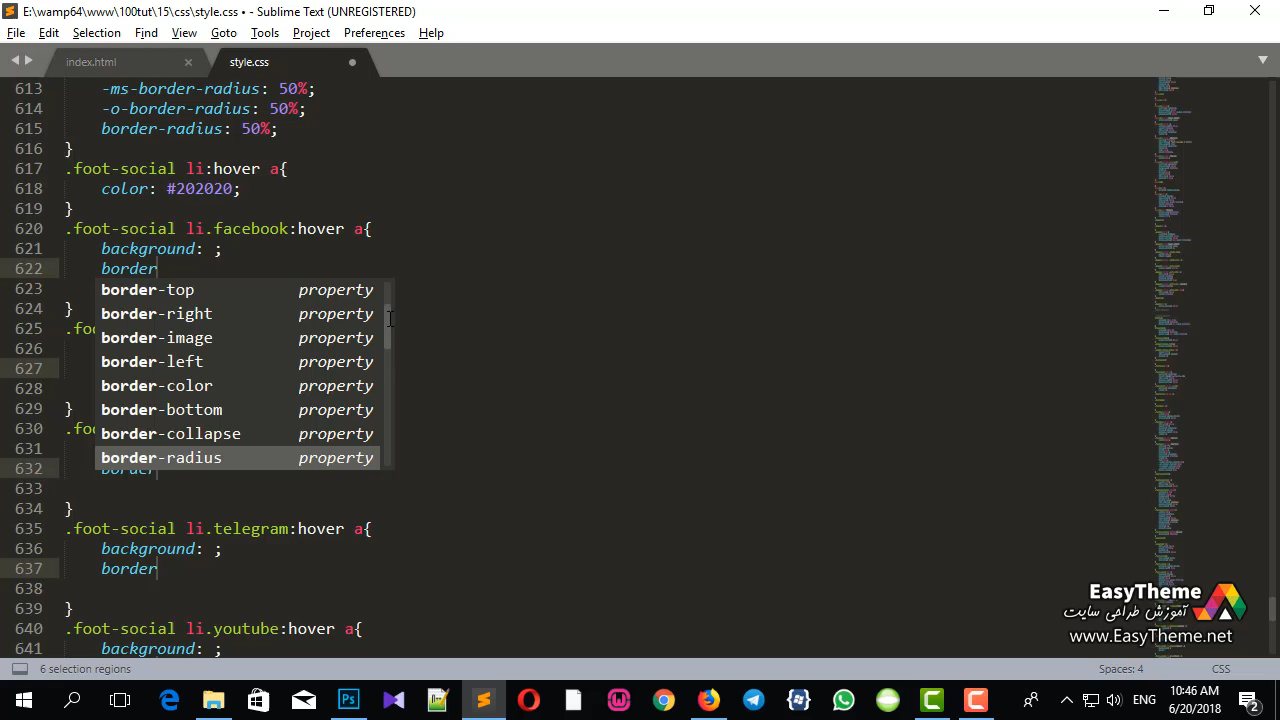 E:\wamp64\www\100tut\15\css\style.css • - Sublime Text (UNREGISTERED)
File Edit Selection Find View Goto Tools Project Preferences Help
index.html × style.css
613 -ms-border-radius: 50%;
614 -o-border-radius: 50%;
615 border-radius: 50%;
616 }
617 .foot-social li:hover a{
618 color: #202020;
619 }
620 .foot-social li.facebook:hover a{
621 background: ;
622 border
623
border-top property
624 }
border-right property
625 .foo
border-image property
626
border-left property
627
border-color property
628
border-bottom property
629 }
630 .foo
border-collapse property
631
border-radius property
632 border
633
634 }
635 .foot-social li.telegram:hover a{
636 background: ;
637 border
638
639 }
640 .foot-social li.youtube:hover a{
641 background: ;
EasyTheme
آموزش طراحی سایت
www.EasyTheme.net
6 selection regions Spaces: 4 CSS
ENG 10:46 AM
6/20/2018 2